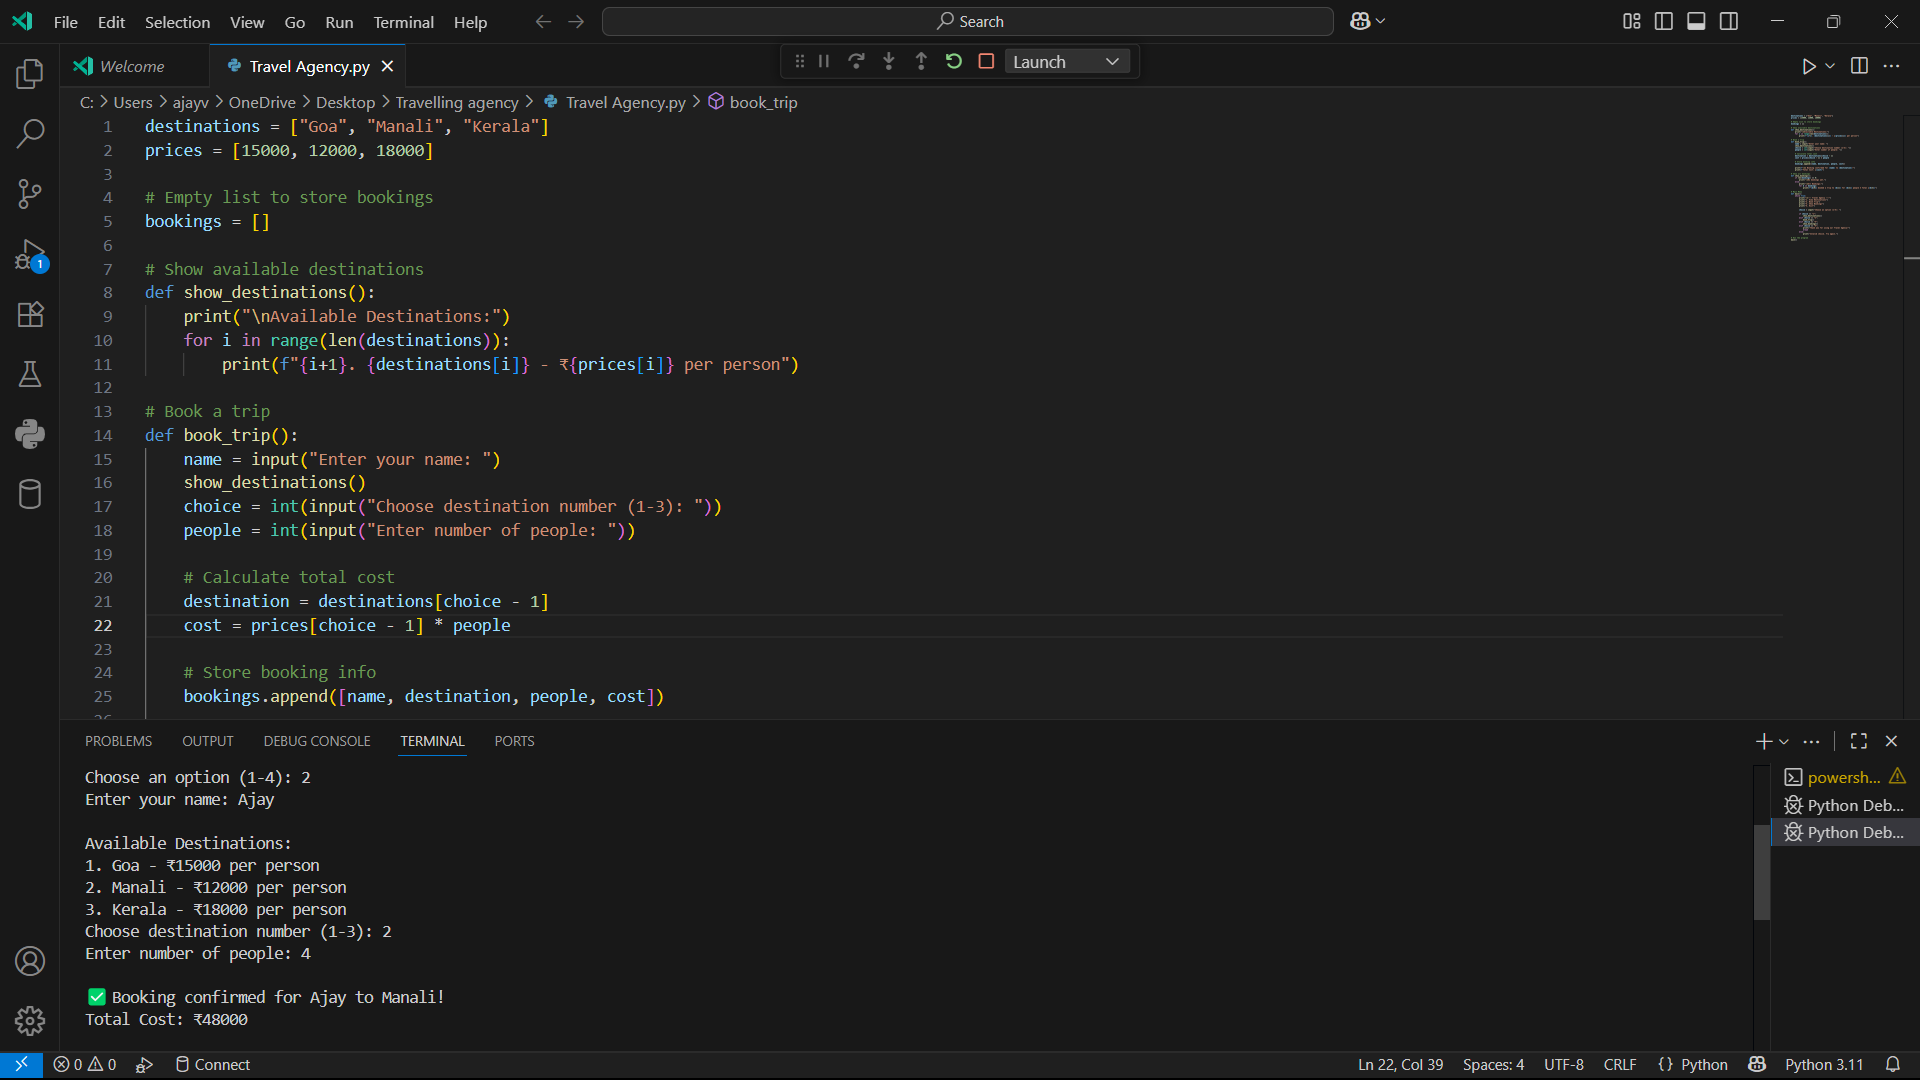 File Edit Selection View Go Run Terminal Help
Search
Welcome
Travel Agency.py
Launch
C: > Users > ajayv > OneDrive > Desktop > Travelling agency > Travel Agency.py > book_trip
1 destinations = ["Goa", "Manali", "Kerala"]
2 prices = [15000, 12000, 18000]
3
4 # Empty list to store bookings
5 bookings = []
6
7 # Show available destinations
8 def show_destinations():
9     print("\nAvailable Destinations:")
10     for i in range(len(destinations)):
11         print(f"{i+1}. {destinations[i]} - ₹{prices[i]} per person")
12
13 # Book a trip
14 def book_trip():
15     name = input("Enter your name: ")
16     show_destinations()
17     choice = int(input("Choose destination number (1-3): "))
18     people = int(input("Enter number of people: "))
19
20     # Calculate total cost
21     destination = destinations[choice - 1]
22     cost = prices[choice - 1] * people
23
24     # Store booking info
25     bookings.append([name, destination, people, cost])
1
PROBLEMS OUTPUT DEBUG CONSOLE TERMINAL PORTS
Choose an option (1-4): 2
Enter your name: Ajay
Available Destinations:
1. Goa - ₹15000 per person
2. Manali - ₹12000 per person
3. Kerala - ₹18000 per person
Choose destination number (1-3): 2
Enter number of people: 4
✅ Booking confirmed for Ajay to Manali!
Total Cost: ₹48000
powersh...
Python Deb...
Python Deb...
0 0 Connect
Ln 22, Col 39 Spaces: 4 UTF-8 CRLF {} Python Python 3.11